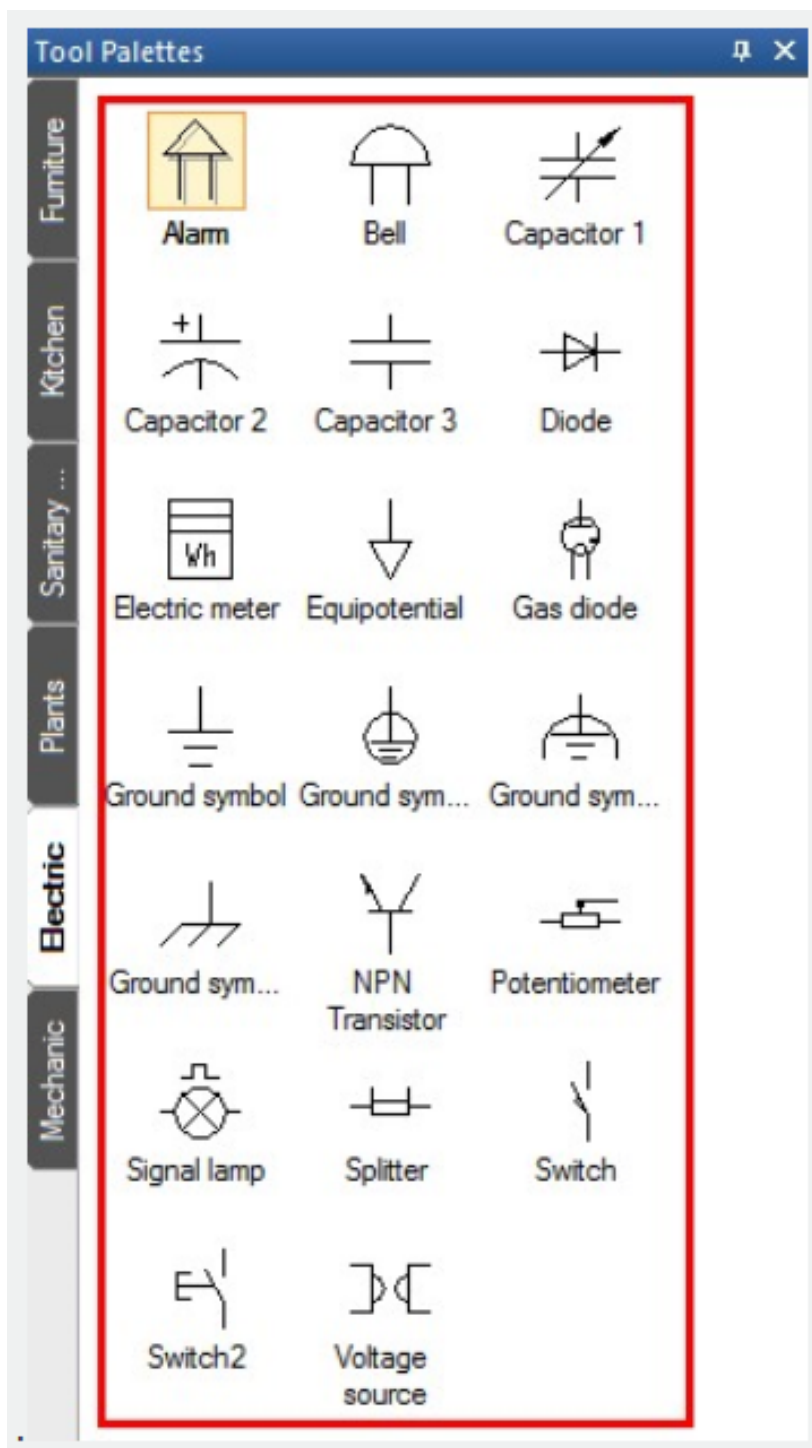 Tool Palettes
Furniture
Kitchen
Sanitary ...
Plants
Electric
Mechanic
Alarm
Bell
Capacitor 1
+
Capacitor 2
Capacitor 3
Diode
Wh
Electric meter
Equipotential
Gas diode
Ground symbol
Ground sym...
Ground sym...
Ground sym...
NPN
Transistor
Potentiometer
Signal lamp
Splitter
Switch
Switch2
Voltage
source